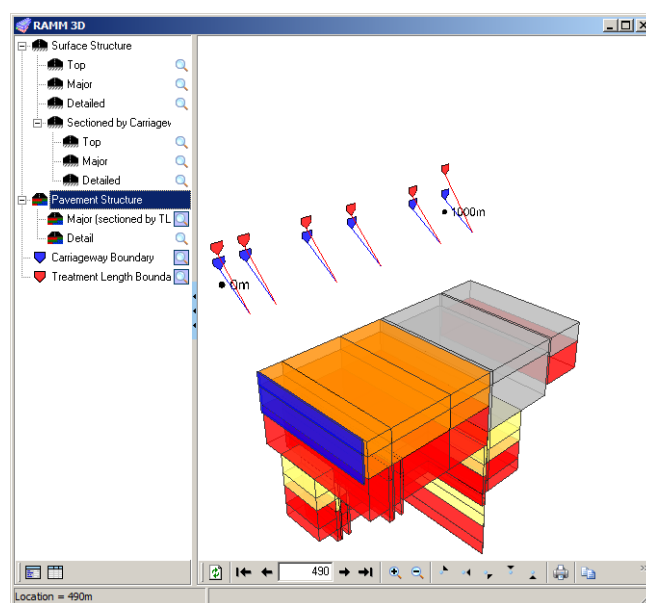 RAMM 3D
Surface Structure
Top
Major
Detailed
Sectioned by Carriagew
Top
Major
Detailed
Pavement Structure
Major (sectioned by TL
Detail
Carriageway Boundary
Treatment Length Bounda
1000m
0m
490
Location = 490m